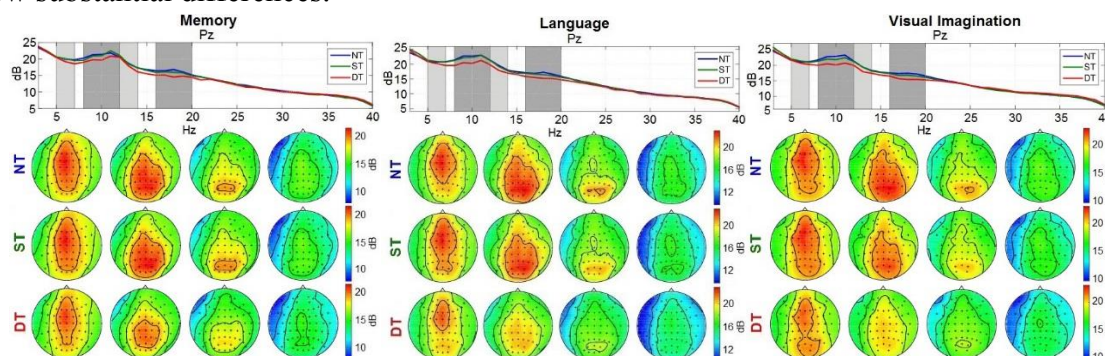 Memory Language Visual Imagination
Pz Pz Pz
25 25 25
20 20 20
dB 15 dB 15 dB 15
10 10 10
5 5 5
NT NT NT
ST ST ST
DT DT DT
5 10 15 20 25 30 35 40 5 10 15 20 25 30 35 40 5 10 15 20 25 30 35 40
Hz Hz Hz
NT 20 15 dB 10 NT 20 16 dB 12 NT 20 15 10
ST 20 15 10 ST 20 16 12 ST 20 15 10
DT 20 15 dB 10 DT 20 16 dB 12 DT 20 15 10